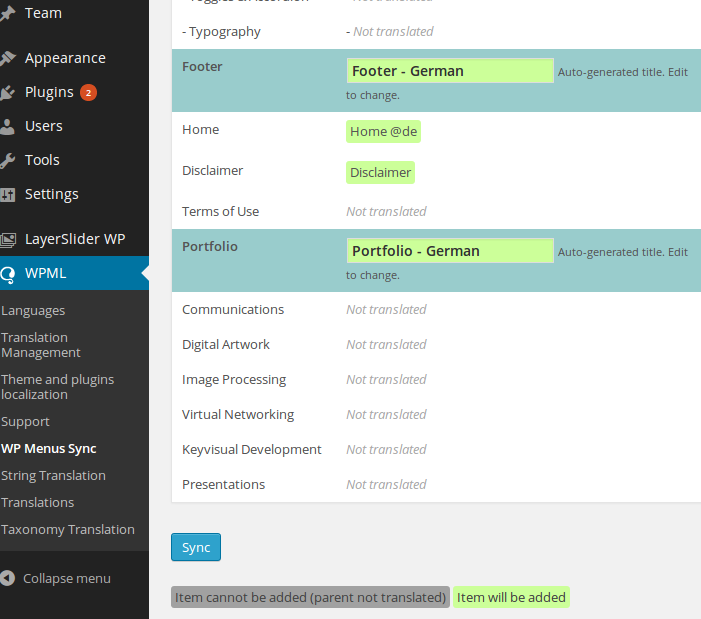 Team
Appearance
Plugins 2
Users
Tools
Settings
LayerSlider WP
WPML
Languages
Translation
Management
Theme and plugins
localization
Support
WP Menus Sync
String Translation
Translations
Taxonomy Translation
Collapse menu
- Typography - Not translated
Footer Footer - German Auto-generated title. Edit
to change.
Home Home @de
Disclaimer Disclaimer
Terms of Use Not translated
Portfolio Portfolio - German Auto-generated title. Edit
to change.
Communications Not translated
Digital Artwork Not translated
Image Processing Not translated
Virtual Networking Not translated
Keyvisual Development Not translated
Presentations Not translated
Sync
Item cannot be added (parent not translated) Item will be added